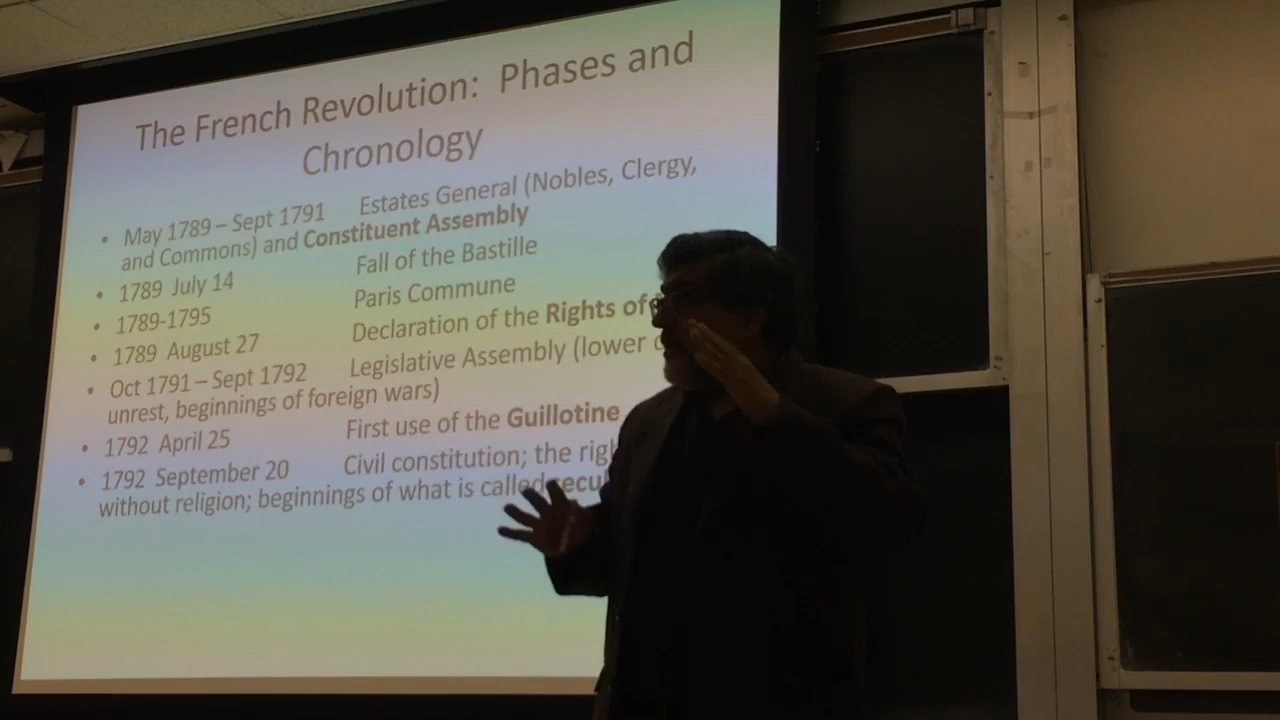 The French Revolution: Phases and
Chronology
• May 1789 – Sept 1791 Estates General (Nobles, Clergy,
and Commons) and Constituent Assembly
• 1789 July 14 Fall of the Bastille
• 1789-1795 Paris Commune
• 1789 August 27 Declaration of the Rights of
• Oct 1791 – Sept 1792 Legislative Assembly (lower
unrest, beginnings of foreign wars)
• 1792 April 25 First use of the Guillotine
• 1792 September 20 Civil constitution; the
without religion; beginnings of what is called